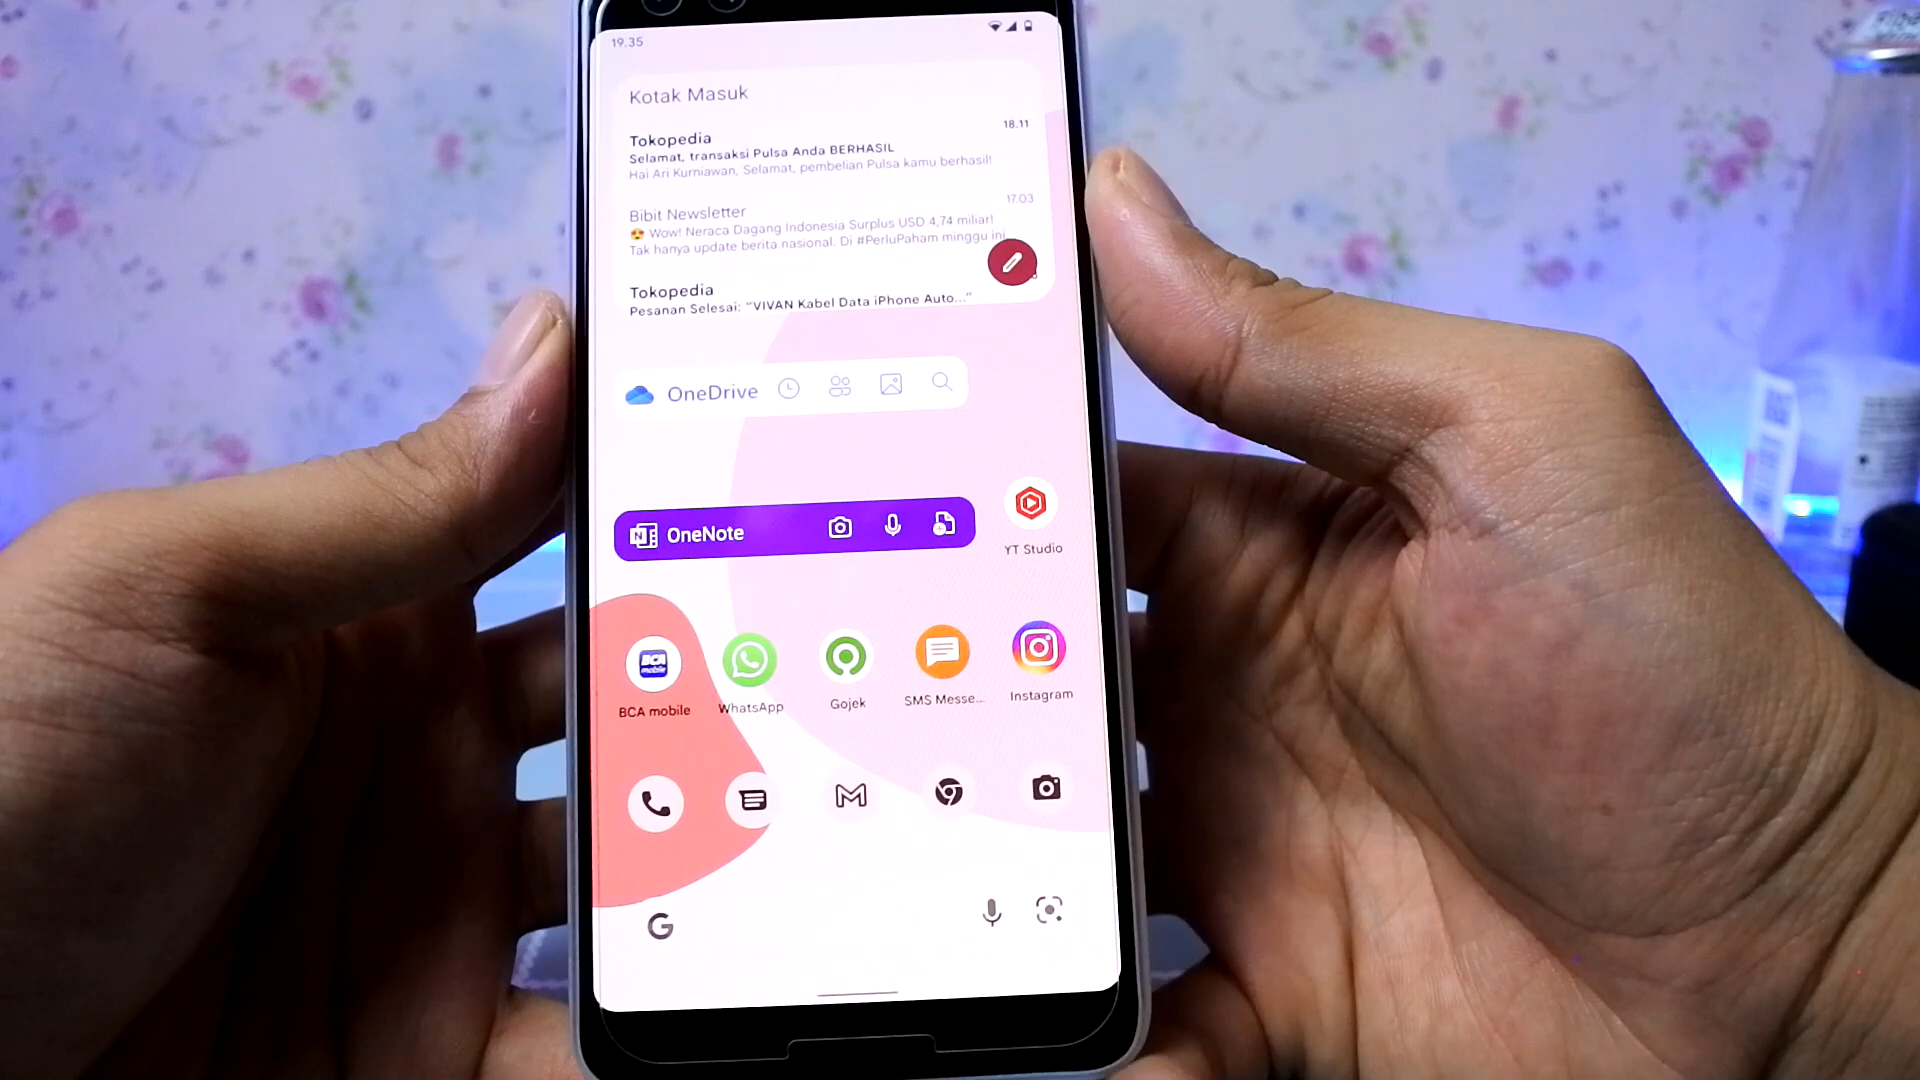 19.35
Kotak Masuk
Tokopedia
18.11
Selamat, transaksi Pulsa Anda BERHASIL
Hai Ari Kurniawan, Selamat, pembelian Pulsa kamu berhasil!
Bibit Newsletter
17.03
😍 Wow! Neraca Dagang Indonesia Surplus USD 4,74 miliar!
Tak hanya update berita nasional. Di #PerluPaham minggu ini,
Tokopedia
Pesanan Selesai: "VIVAN Kabel Data iPhone Auto..."
OneDrive
N OneNote
YT Studio
BCA
mobile
BCA mobile
WhatsApp
Gojek
SMS Messe...
Instagram
G